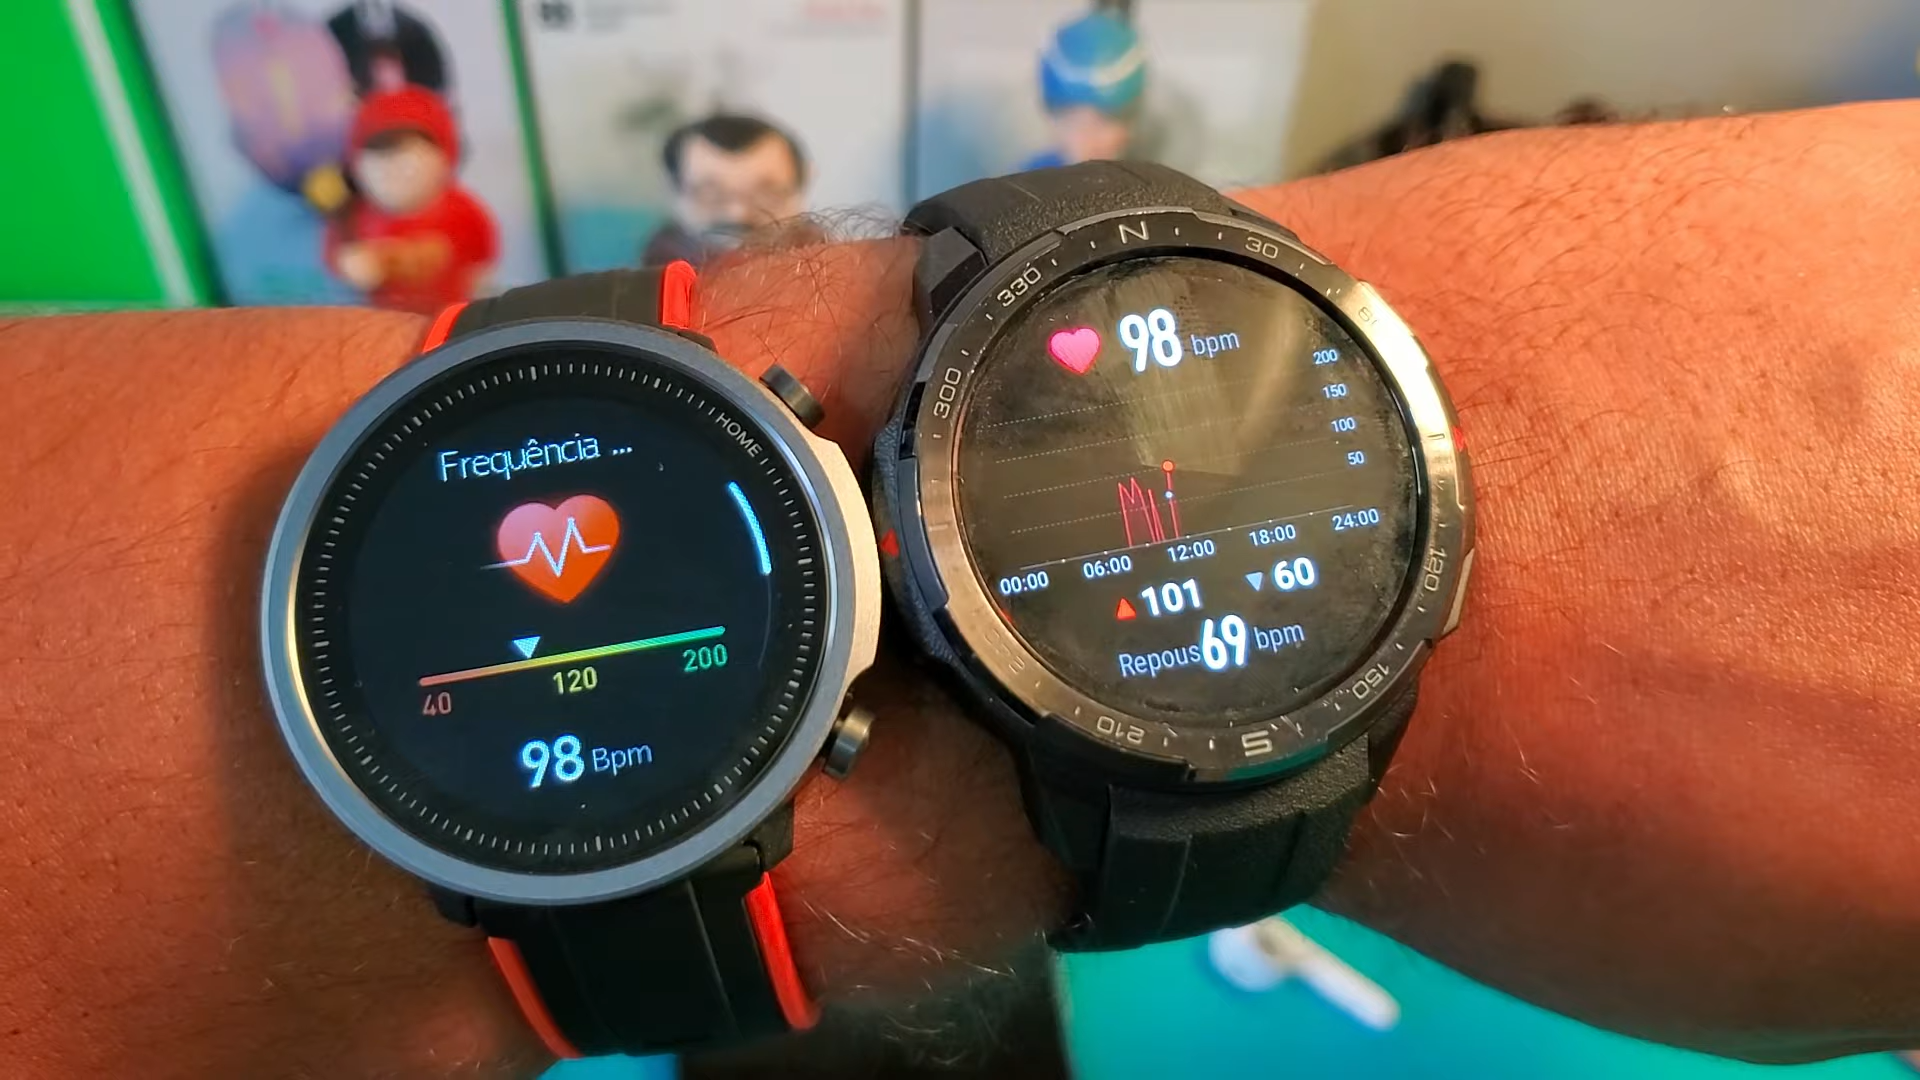 HOME
Frequência ...
40
120
200
98 Bpm
N
30
60
120
150
S
210
300
330
98 bpm
200
150
100
50
00:00 06:00 12:00 18:00 24:00
101 60
Repous 69 bpm